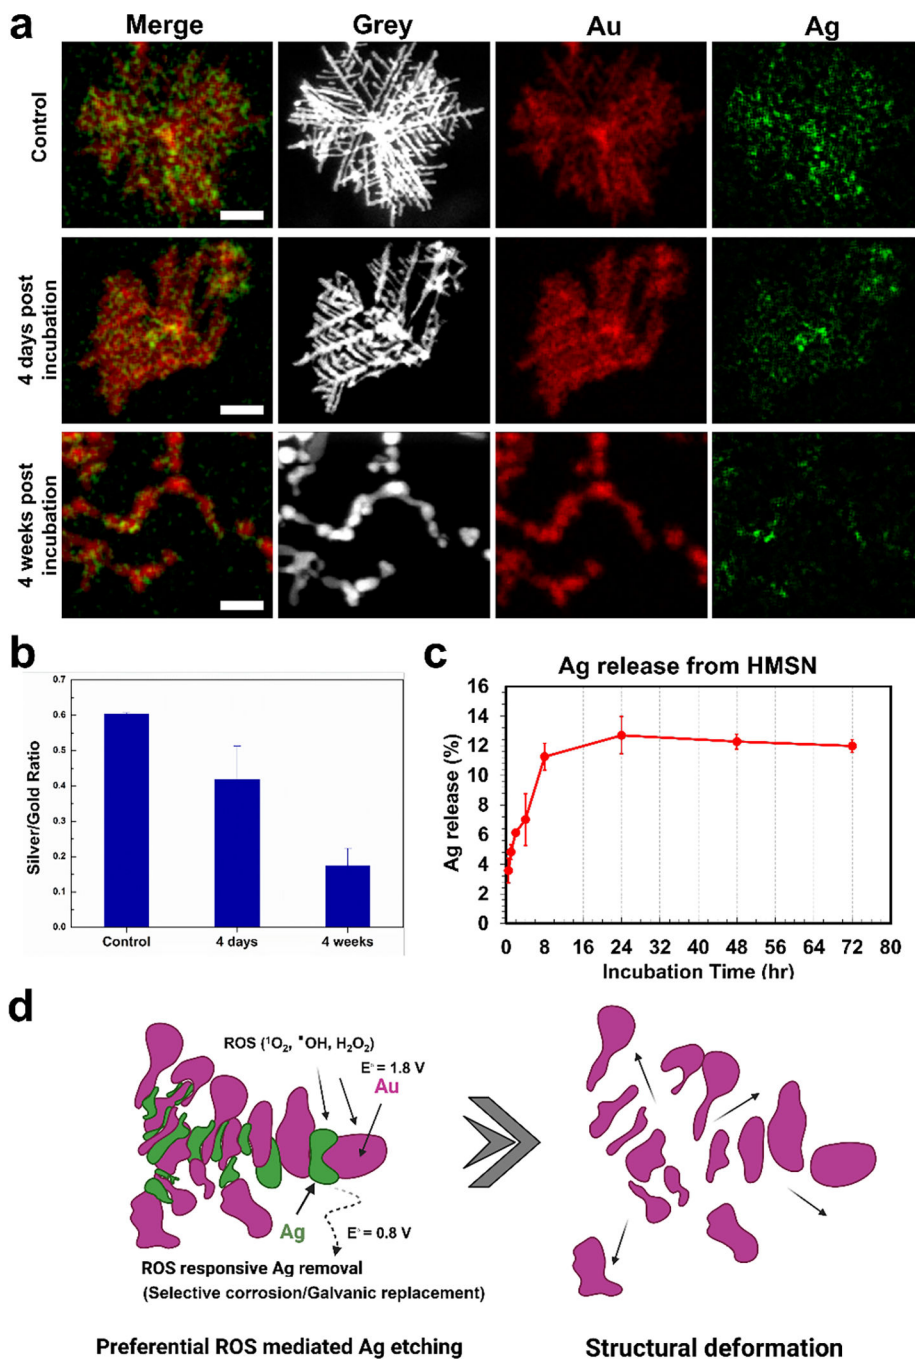 a
Merge Grey Au Ag
Control
4 days post
incubation
4 weeks post
incubation
b
Silver/Gold Ratio
0.7
0.6
0.5
0.4
0.3
0.2
0.1
0.0
Control 4 days 4 weeks
c
Ag release from HMSN
Ag release (%)
16
14
12
10
8
6
4
2
0
0 8 16 24 32 40 48 56 64 72 80
Incubation Time (hr)
d
ROS (¹O₂, •OH, H₂O₂)
E°= 1.8 V
Au
Ag
E°= 0.8 V
ROS responsive Ag removal
(Selective corrosion/Galvanic replacement)
Preferential ROS mediated Ag etching
Structural deformation